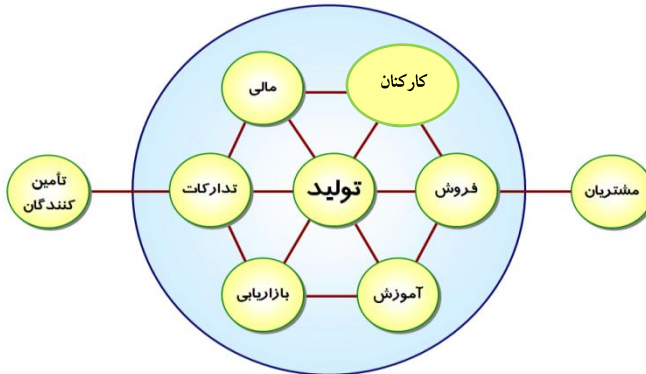 کارکنان
مالی
مشتریان
فروش
تولید
تدارکات
تأمین
کنندگان
آموزش
بازاریابی